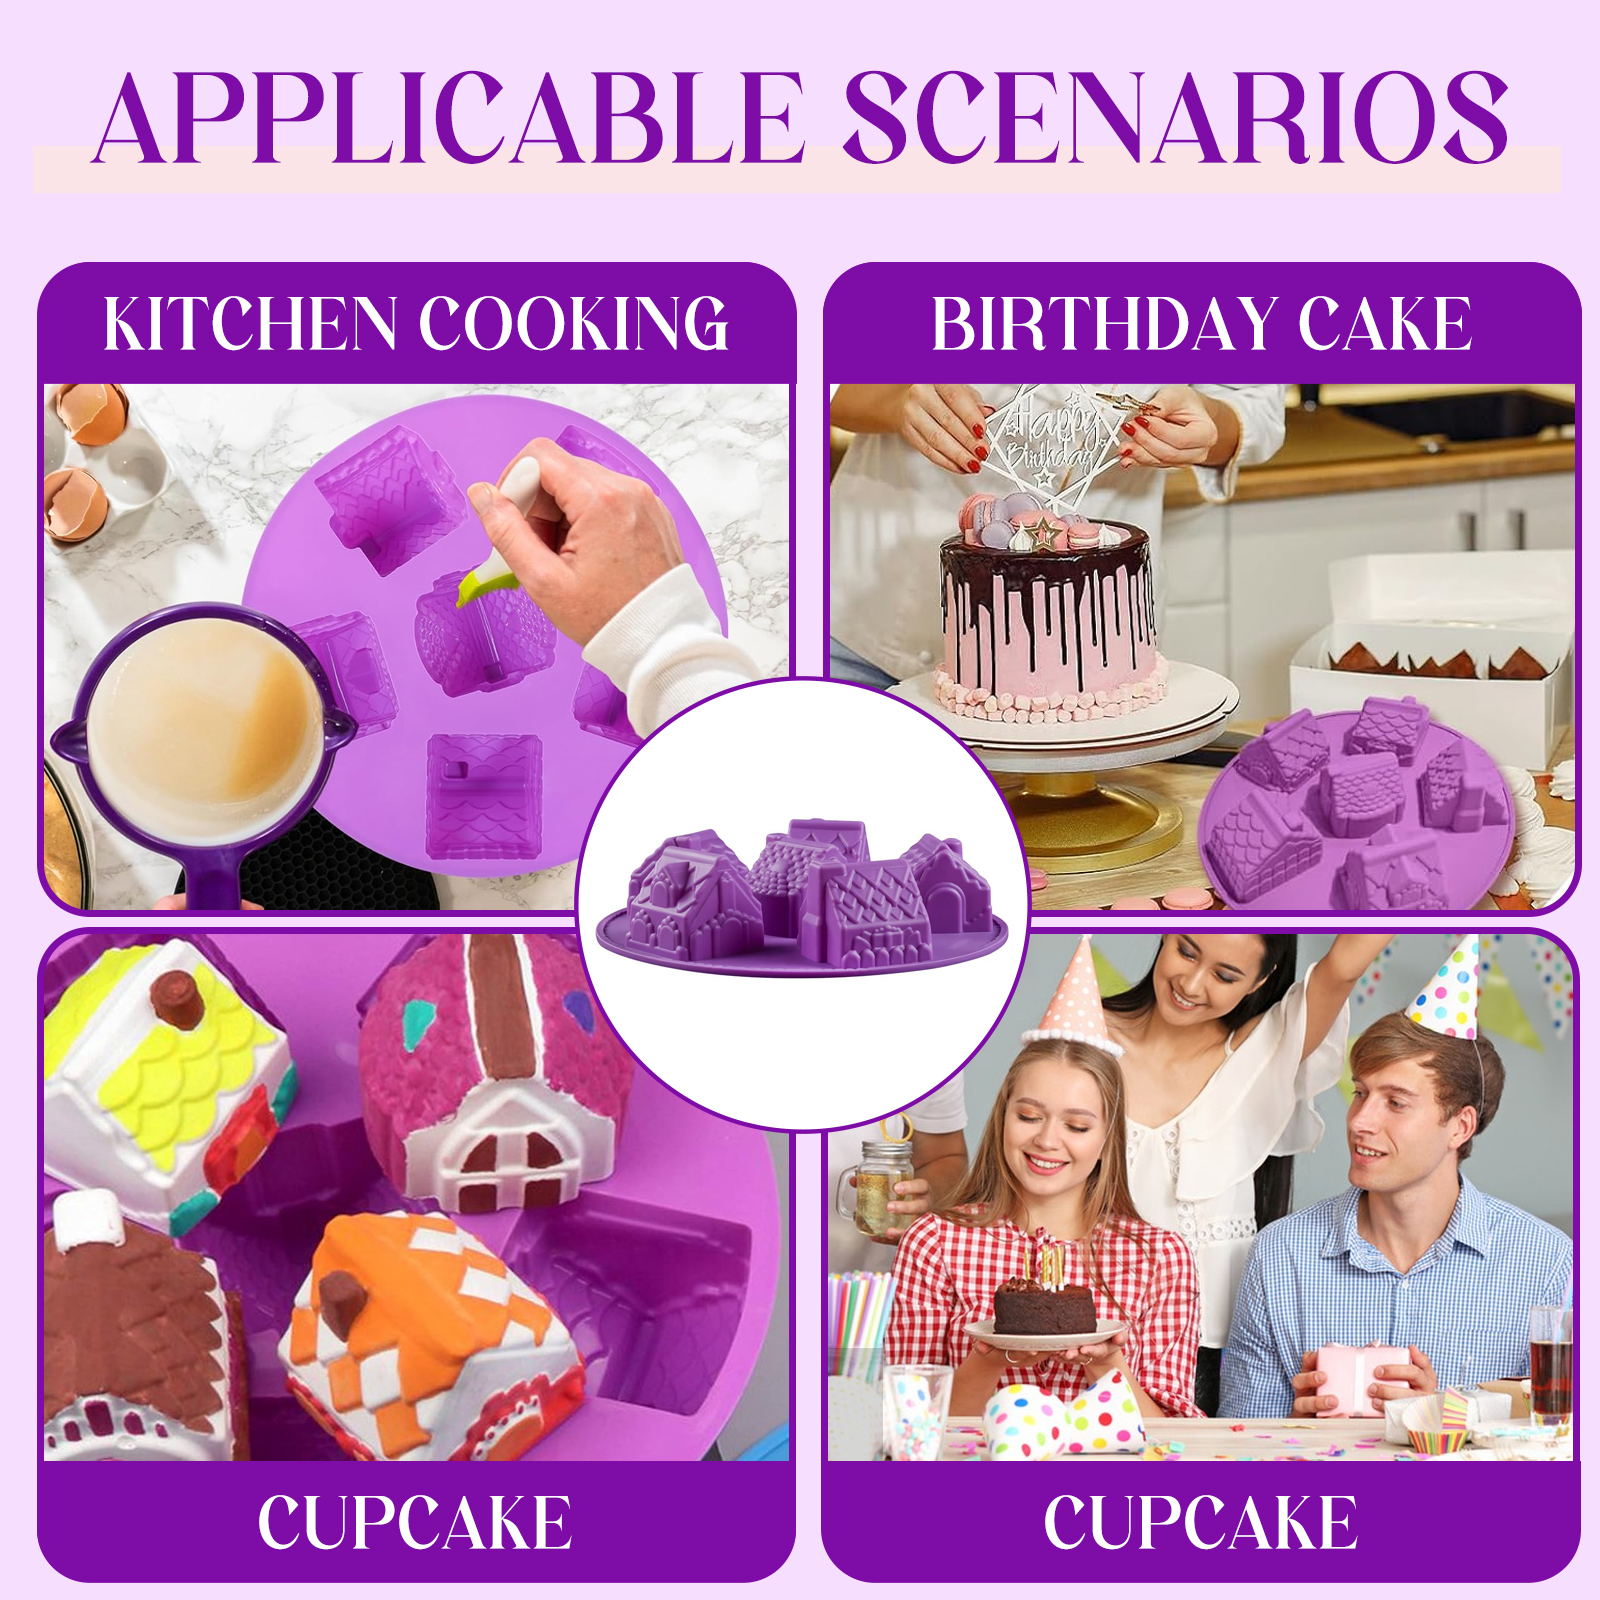 APPLICABLE SCENARIOS
KITCHEN COOKING
BIRTHDAY CAKE
Happy
Birthday
CUPCAKE
CUPCAKE